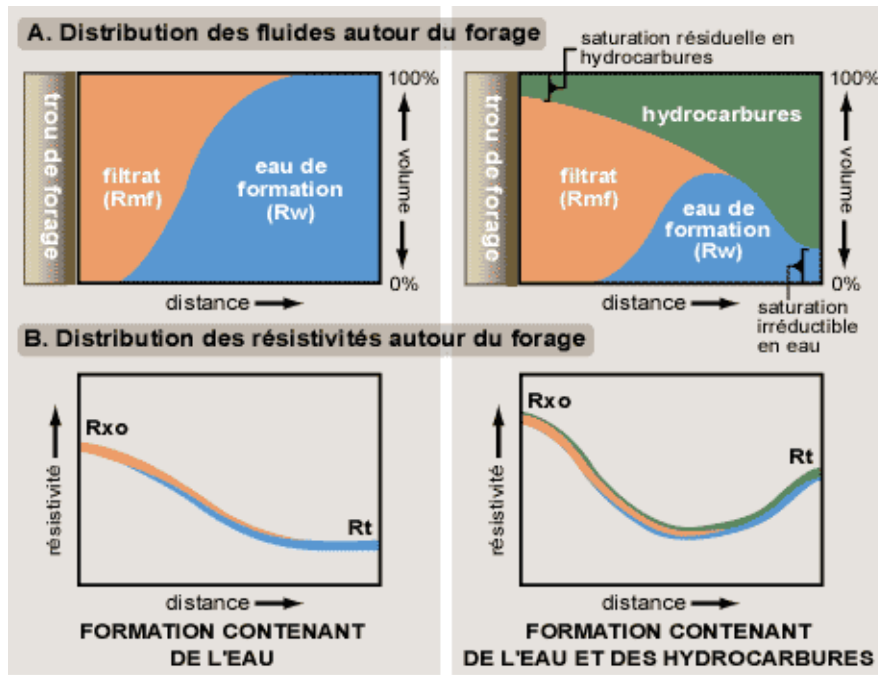 A. Distribution des fluides autour du forage
trou de forage
filtrat
(Rmf)
eau de
formation
(Rw)
100%
volume
0%
distance
saturation résiduelle en
hydrocarbures
trou de forage
hydrocarbures
filtrat
(Rmf)
eau de
formation
(Rw)
100%
volume
0%
distance
saturation
irréductible
en eau
B. Distribution des résistivités autour du forage
résistivité
Rxo
Rt
distance
FORMATION CONTENANT
DE L'EAU
résistivité
Rxo
Rt
distance
FORMATION CONTENANT
DE L'EAU ET DES HYDROCARBURES